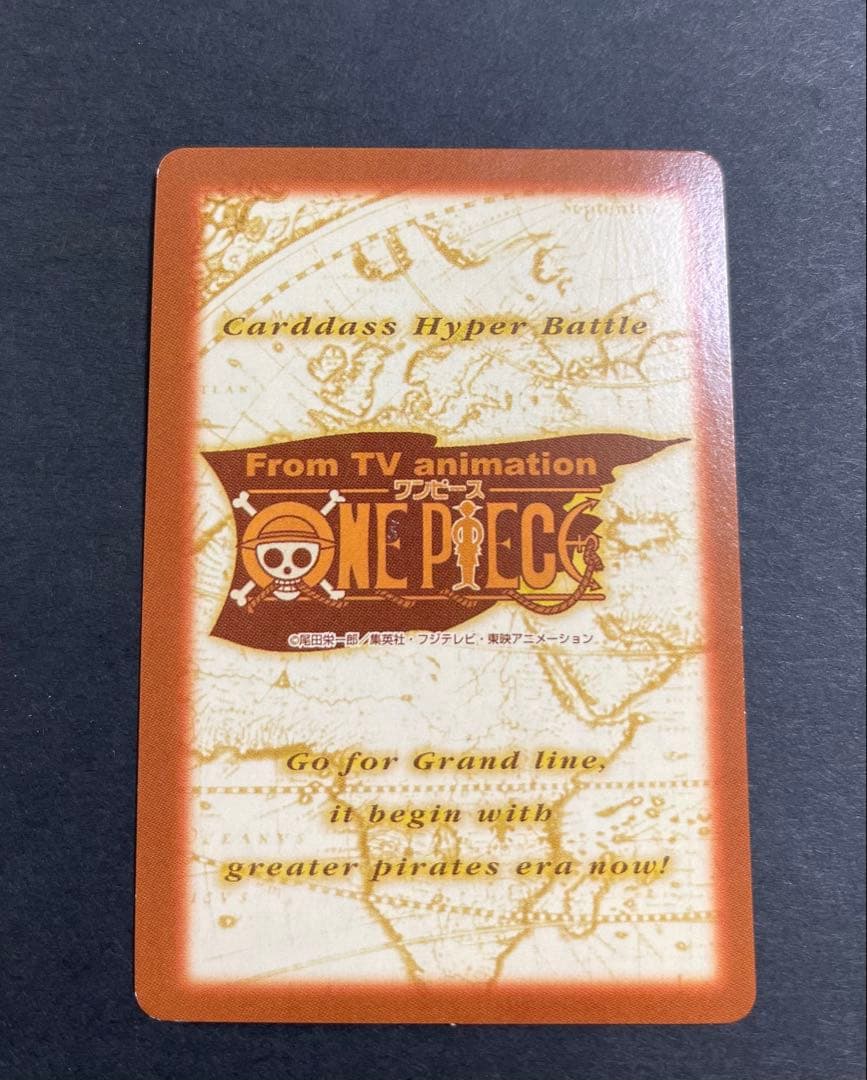 Septentri
Carddass Hyper Battle
From TV animation
ワンピース
ONE PIECE
©尾田栄一郎／集英社・フジテレビ・東映アニメーション
Go for Grand line,
it begin with
greater pirates era now!